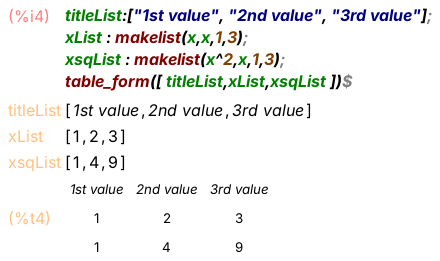 (%i4) titleList:["1st value", "2nd value", "3rd value"];
xList : makelist(x,x,1,3);
xsqList : makelist(x^2,x,1,3);
table_form([ titleList,xList,xsqList ])$
titleList [ 1st value , 2nd value , 3rd value ]
xList [ 1 , 2 , 3 ]
xsqList [ 1 , 4 , 9 ]
1st value 2nd value 3rd value
(%t4) 1 2 3
1 4 9